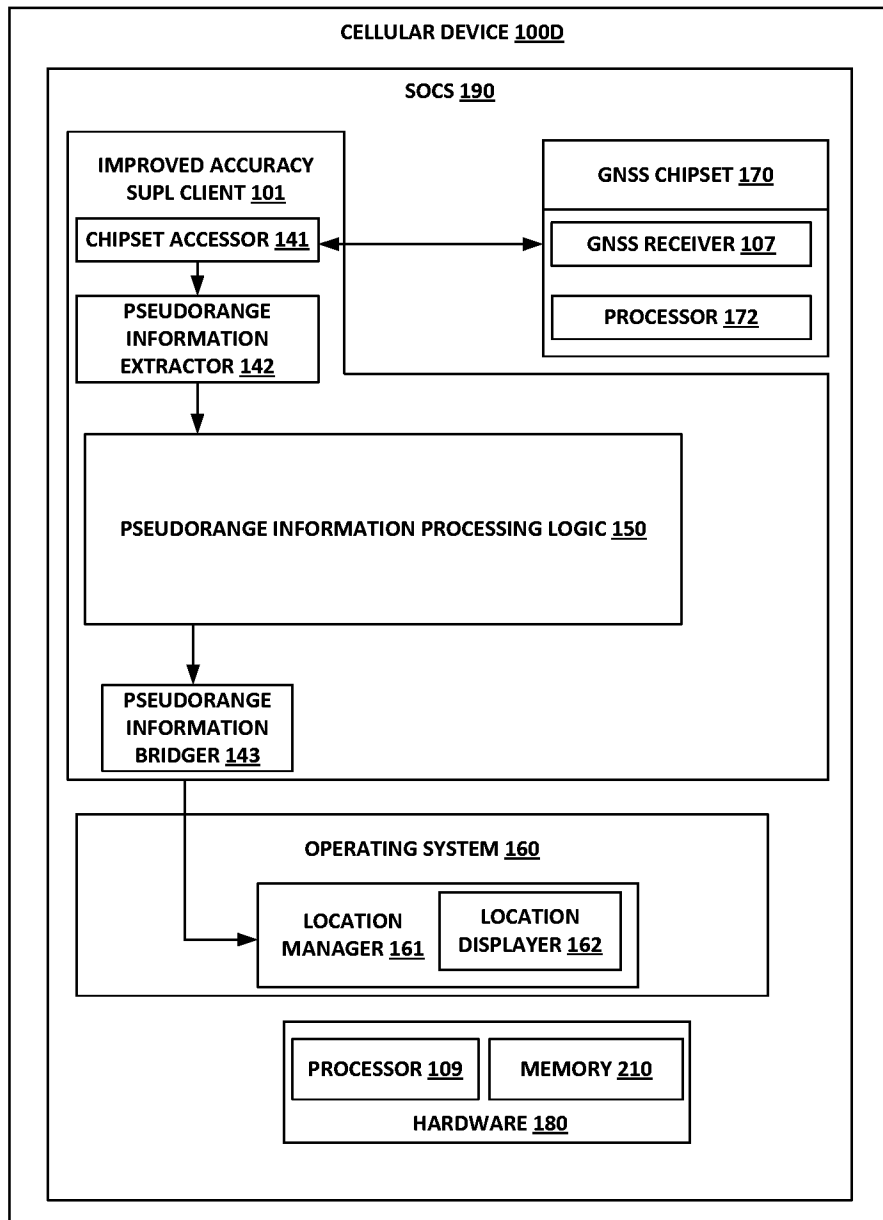 CELLULAR DEVICE 100D
SOCS 190
IMPROVED ACCURACY
SUPL CLIENT 101
CHIPSET ACCESSOR 141
PSEUDORANGE
INFORMATION
EXTRACTOR 142
GNSS CHIPSET 170
GNSS RECEIVER 107
PROCESSOR 172
PSEUDORANGE INFORMATION PROCESSING LOGIC 150
PSEUDORANGE
INFORMATION
BRIDGER 143
OPERATING SYSTEM 160
LOCATION
MANAGER 161
LOCATION
DISPLAYER 162
PROCESSOR 109
MEMORY 210
HARDWARE 180